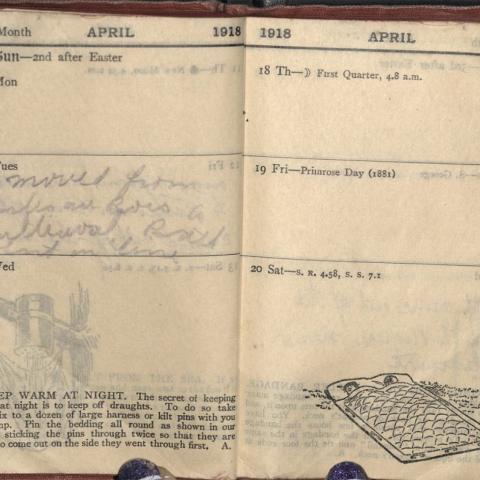 Month APRIL 1918
Sun—2nd after Easter
Mon
Tues
moved from
Wed
EEP WARM AT NIGHT. The secret of keeping
at night is to keep off draughts. To do so take
ix to a dozen of large harness or kilt pins with you
mp. Pin the bedding all round as shown in our
sticking the pins through twice so that they are
o come out on the side they went through first. A.
1918 APRIL
18 Th—☽ First Quarter, 4.8 a.m.
19 Fri—Primrose Day (1881)
20 Sat—S. R. 4.58, S. S. 7.1